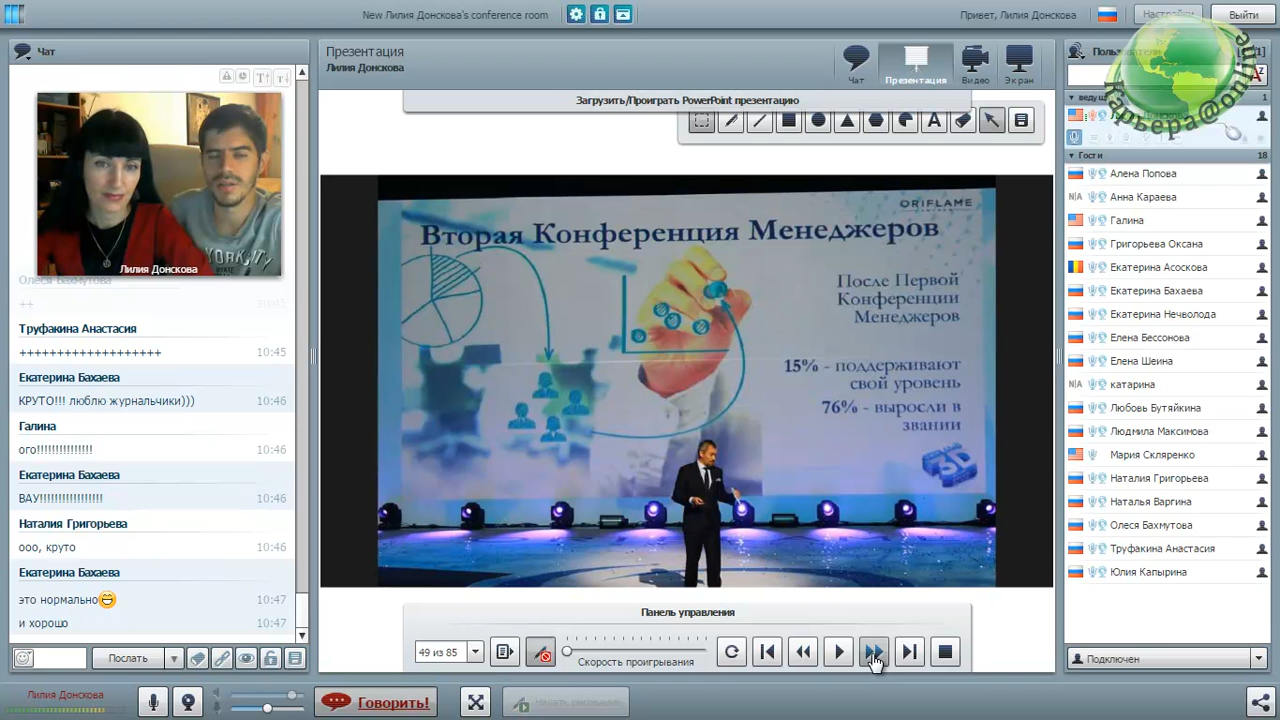 New Лилия Донскова's conference room
Привет, Лилия Донскова
Настройки
Выйти
Чат
T T
Лилия Донскова
Олеся Бахмутова
++ 10:45
Труфакина Анастасия
+++++++++++++++++++ 10:45
Екатерина Бахаева
КРУТО!!! люблю журнальчики))) 10:46
Галина
ого!!!!!!!!!!!!!! 10:46
Екатерина Бахаева
ВАУ!!!!!!!!!!!!!!!!! 10:46
Наталия Григорьева
ооо, круто 10:46
Екатерина Бахаева
это нормально 10:47
и хорошо 10:47
Послать
Презентация
Лилия Донскова
Чат
Презентация
Видео
Экран
Загрузить/Проиграть PowerPoint презентацию
A
ORIFLAME
Вторая Конференция Менеджеров
После Первой
Конференции
Менеджеров
15% - поддерживают
свой уровень
76% - выросли в
звании
Панель управления
49 из 85
Скорость проигрывания
карьера@online
1
Гости 18
Алена Попова
N/A Анна Караева
Галина
Григорьева Оксана
Екатерина Асоскова
Екатерина Бахаева
Екатерина Нечволода
Елена Бессонова
Елена Шеина
N/A катарина
Любовь Бутяйкина
Людмила Максимова
Мария Скляренко
Наталия Григорьева
Наталья Варгина
Олеся Бахмутова
Труфакина Анастасия
Юлия Капырина
Подключен
Лилия Донскова
Говорить!